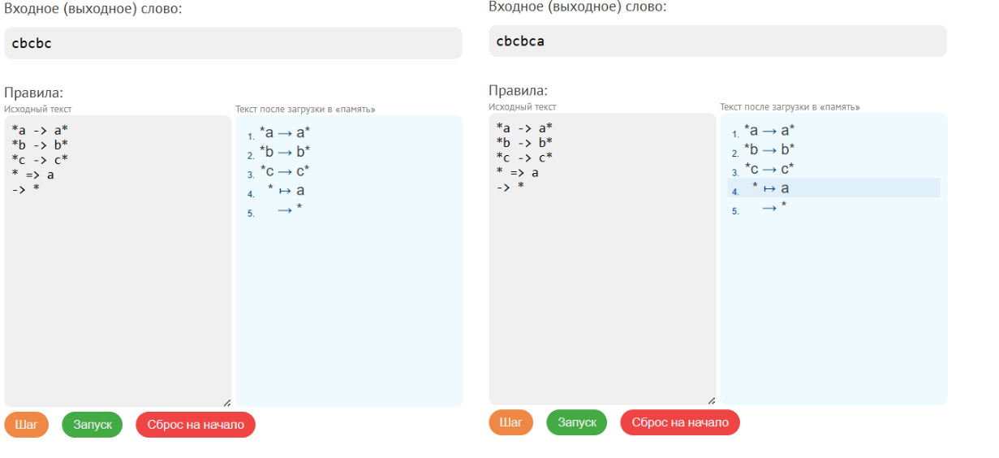 Входное (выходное) слово:
cbcbc
Правила:
Исходный текст
Текст после загрузки в «память»
*a -> a*
*b -> b*
*c -> c*
* => a
-> *
1. *a → a*
2. *b → b*
3. *c → c*
4. * ↦ a
5. → *
Шаг
Запуск
Сброс на начало
Входное (выходное) слово:
cbcbca
Правила:
Исходный текст
Текст после загрузки в «память»
*a -> a*
*b -> b*
*c -> c*
* => a
-> *
1. *a → a*
2. *b → b*
3. *c → c*
4. * ↦ a
5. → *
Шаг
Запуск
Сброс на начало